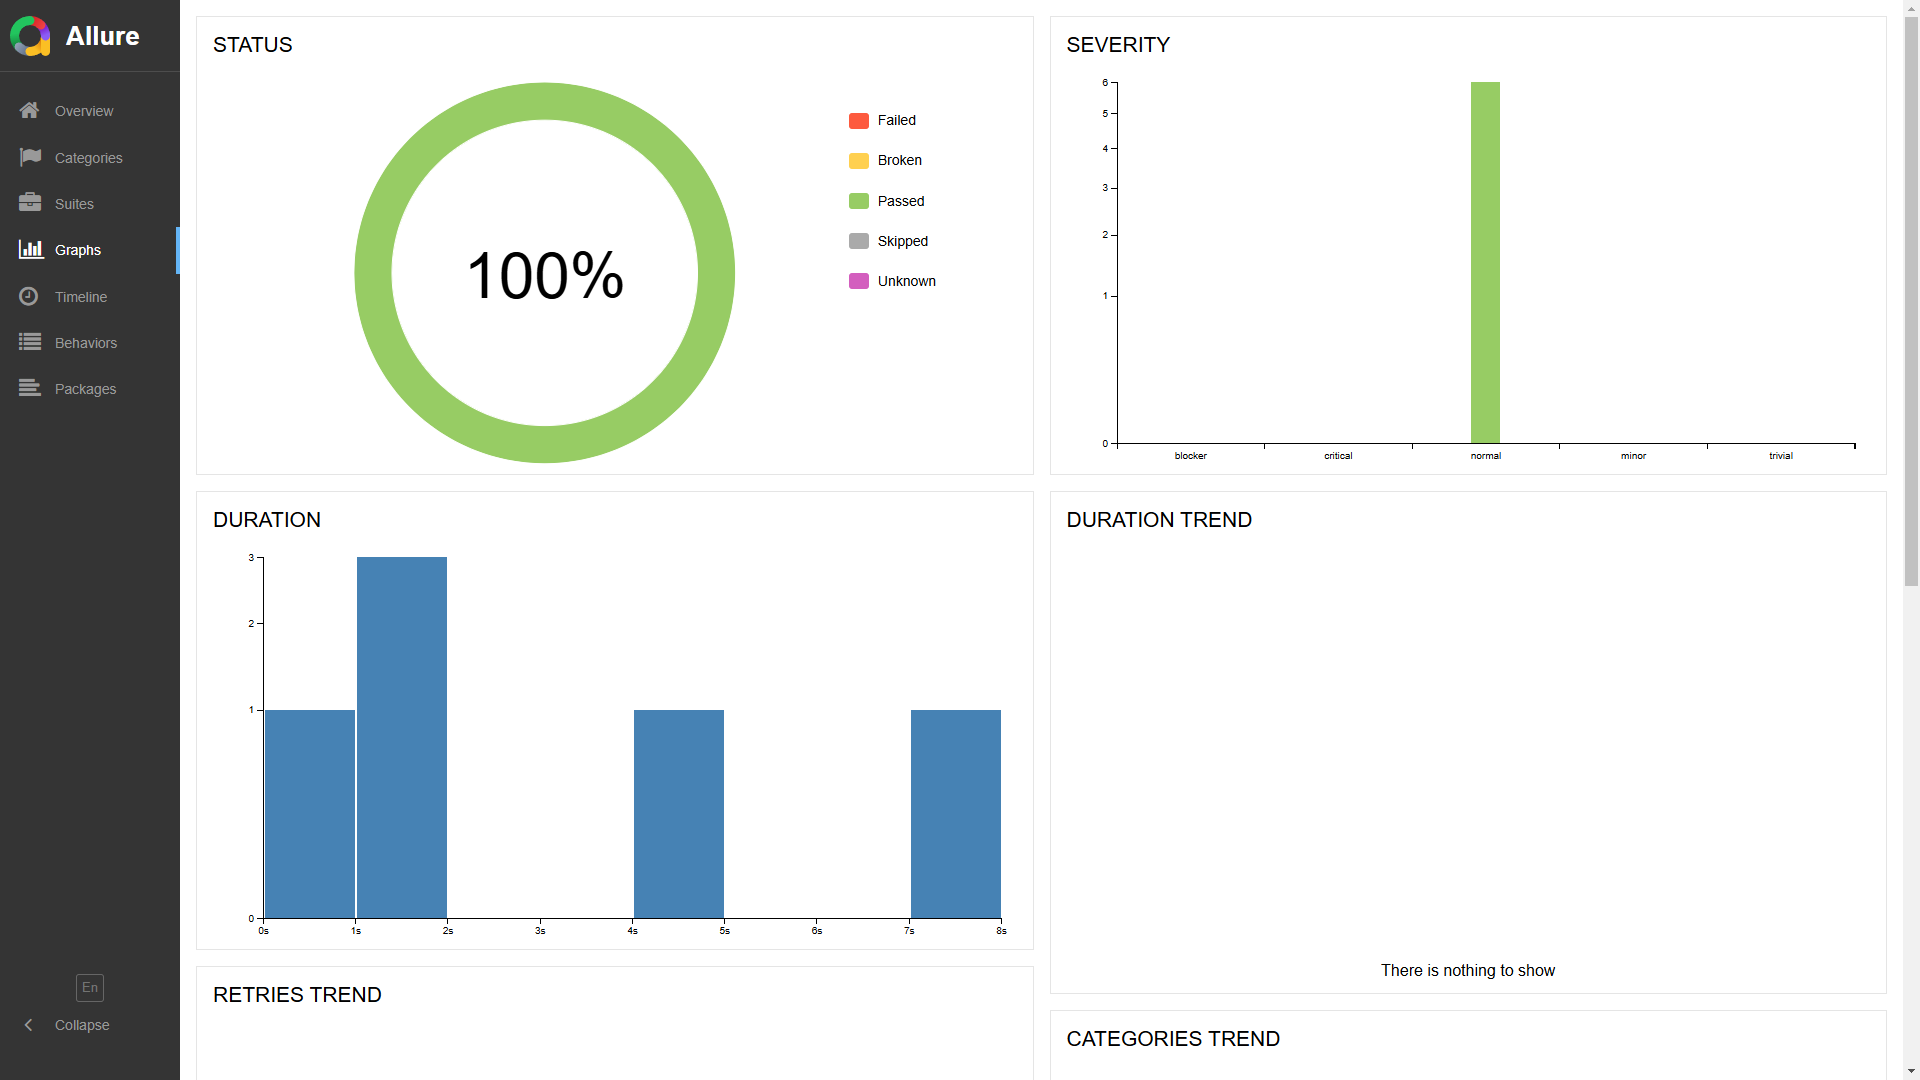 Allure
Overview
Categories
Suites
Graphs
Timeline
Behaviors
Packages
En
Collapse
STATUS
100%
Failed
Broken
Passed
Skipped
Unknown
SEVERITY
6
5
4
3
2
1
0
blocker critical normal minor trivial
DURATION
3
2
1
0
0s 1s 2s 3s 4s 5s 6s 7s 8s
DURATION TREND
There is nothing to show
RETRIES TREND
CATEGORIES TREND